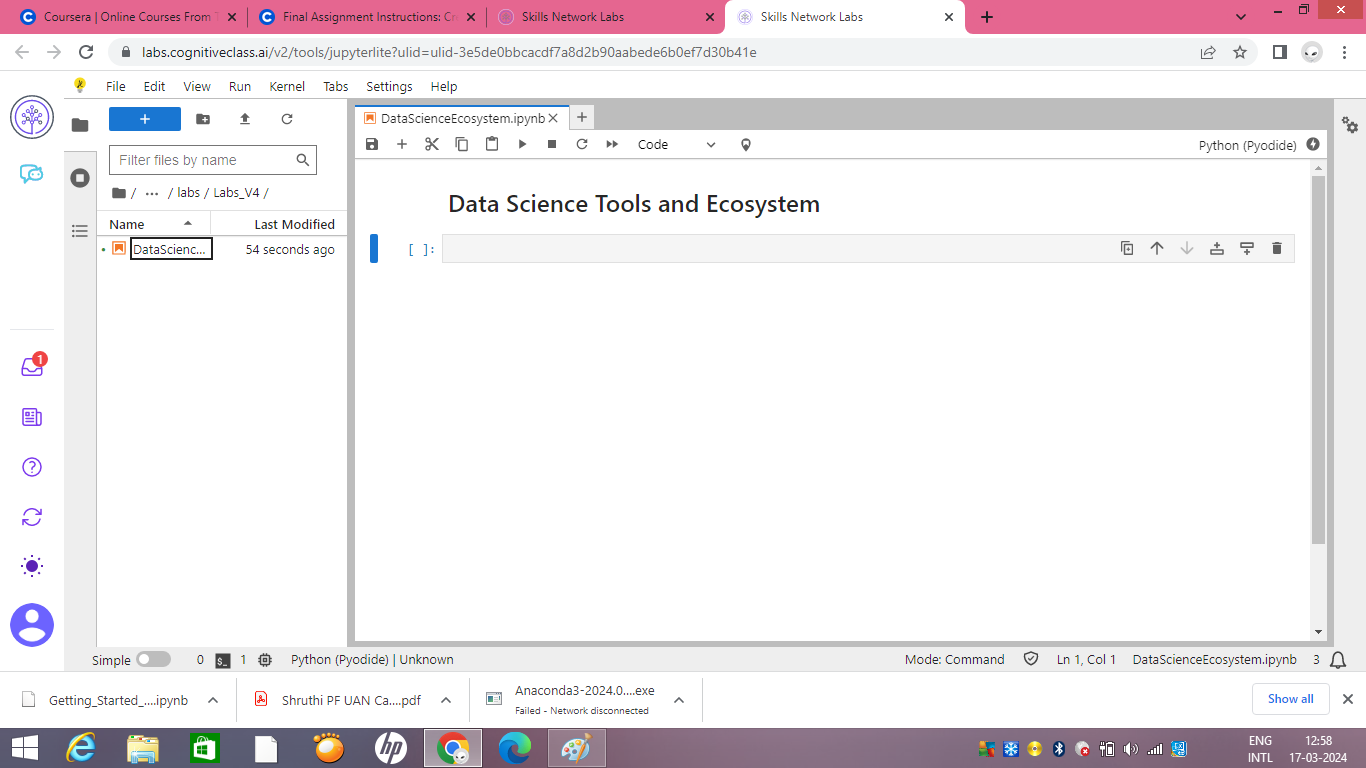 Coursera | Online Courses From
Final Assignment Instructions:
Skills Network Labs
Skills Network Labs
labs.cognitiveclass.ai/v2/tools/jupyterlite?ulid=ulid-3e5de0bbcacdf7a8d2b90aabede6b0ef7d30b41e
File Edit View Run Kernel Tabs Settings Help
DataScienceEcosystem.ipynb
Code
Python (Pyodide)
Filter files by name
/ ... / labs / Labs_V4 /
Name Last Modified
DataScienc... 54 seconds ago
Data Science Tools and Ecosystem
[ ]:
1
Simple 0 $_ 1 Python (Pyodide) | Unknown Mode: Command Ln 1, Col 1 DataScienceEcosystem.ipynb 3
Getting_Started_....ipynb
Shruthi PF UAN Ca....pdf
Anaconda3-2024.0....exe
Failed - Network disconnected
Show all
hp
ENG
INTL
12:58
17-03-2024